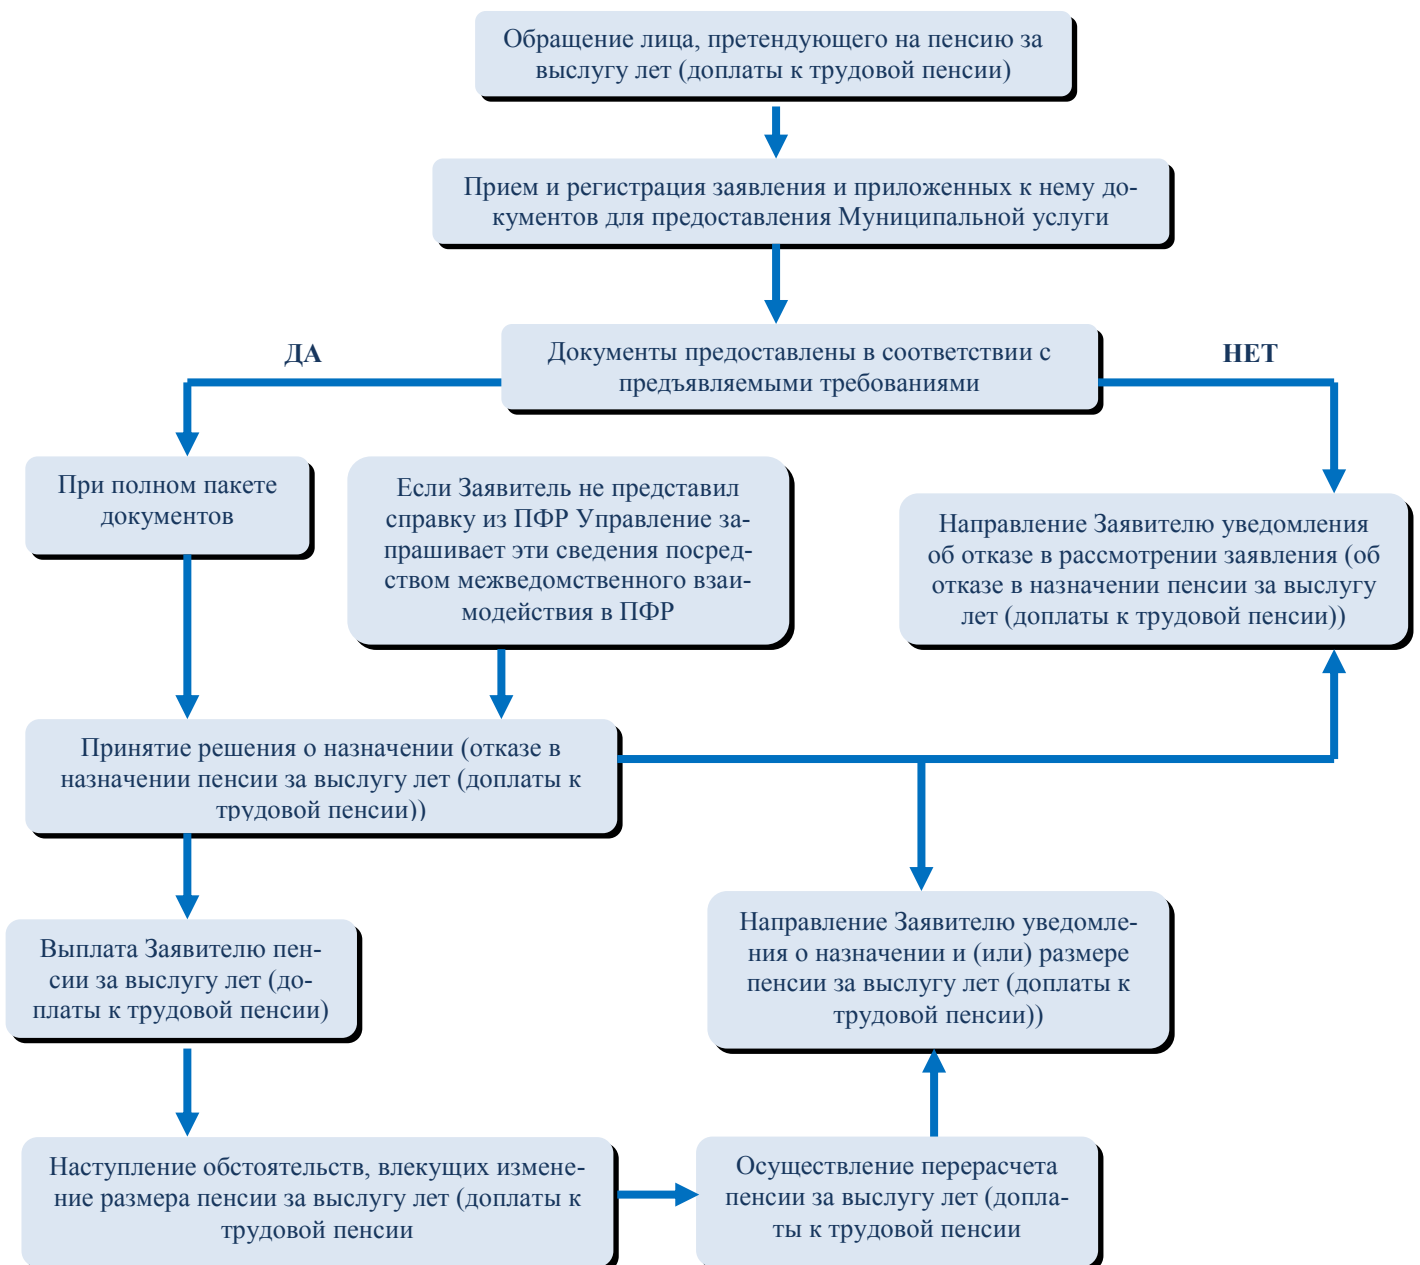 Обращение лица, претендующего на пенсию за
выслугу лет (доплаты к трудовой пенсии)
Прием и регистрация заявления и приложенных к нему до-
кументов для предоставления Муниципальной услуги
ДА
Документы предоставлены в соответствии с
предъявляемыми требованиями
НЕТ
При полном пакете
документов
Если Заявитель не представил
справку из ПФР Управление за-
прашивает эти сведения посред-
ством межведомственного взаи-
модействия в ПФР
Направление Заявителю уведомления
об отказе в рассмотрении заявления (об
отказе в назначении пенсии за выслугу
лет (доплаты к трудовой пенсии))
Принятие решения о назначении (отказе в
назначении пенсии за выслугу лет (доплаты к
трудовой пенсии))
Выплата Заявителю пен-
сии за выслугу лет (до-
платы к трудовой пенсии)
Направление Заявителю уведомле-
ния о назначении и (или) размере
пенсии за выслугу лет (доплаты к
трудовой пенсии))
Наступление обстоятельств, влекущих измене-
ние размера пенсии за выслугу лет (доплаты к
трудовой пенсии
Осуществление перерасчета
пенсии за выслугу лет (допла-
ты к трудовой пенсии